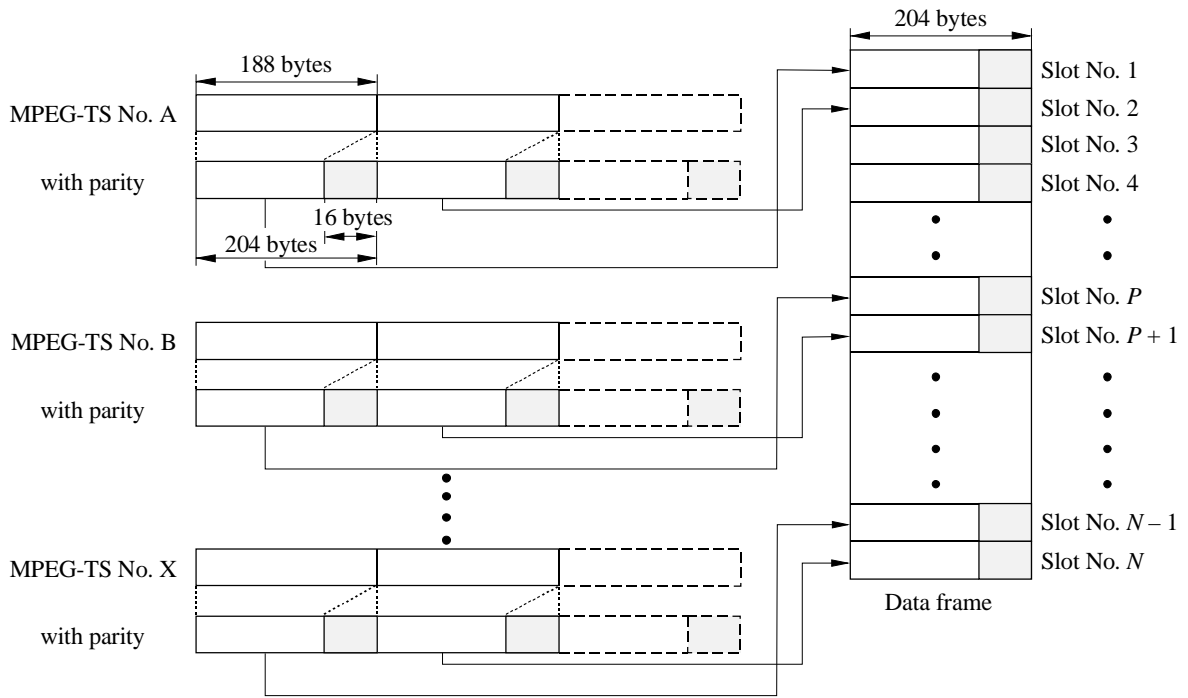 204 bytes
188 bytes
Slot No. 1
MPEG-TS No. A
Slot No. 2
Slot No. 3
with parity
Slot No. 4
16 bytes
204 bytes
Slot No. P
MPEG-TS No. B
Slot No. P + 1
with parity
Slot No. N – 1
MPEG-TS No. X
Slot No. N
Data frame
with parity